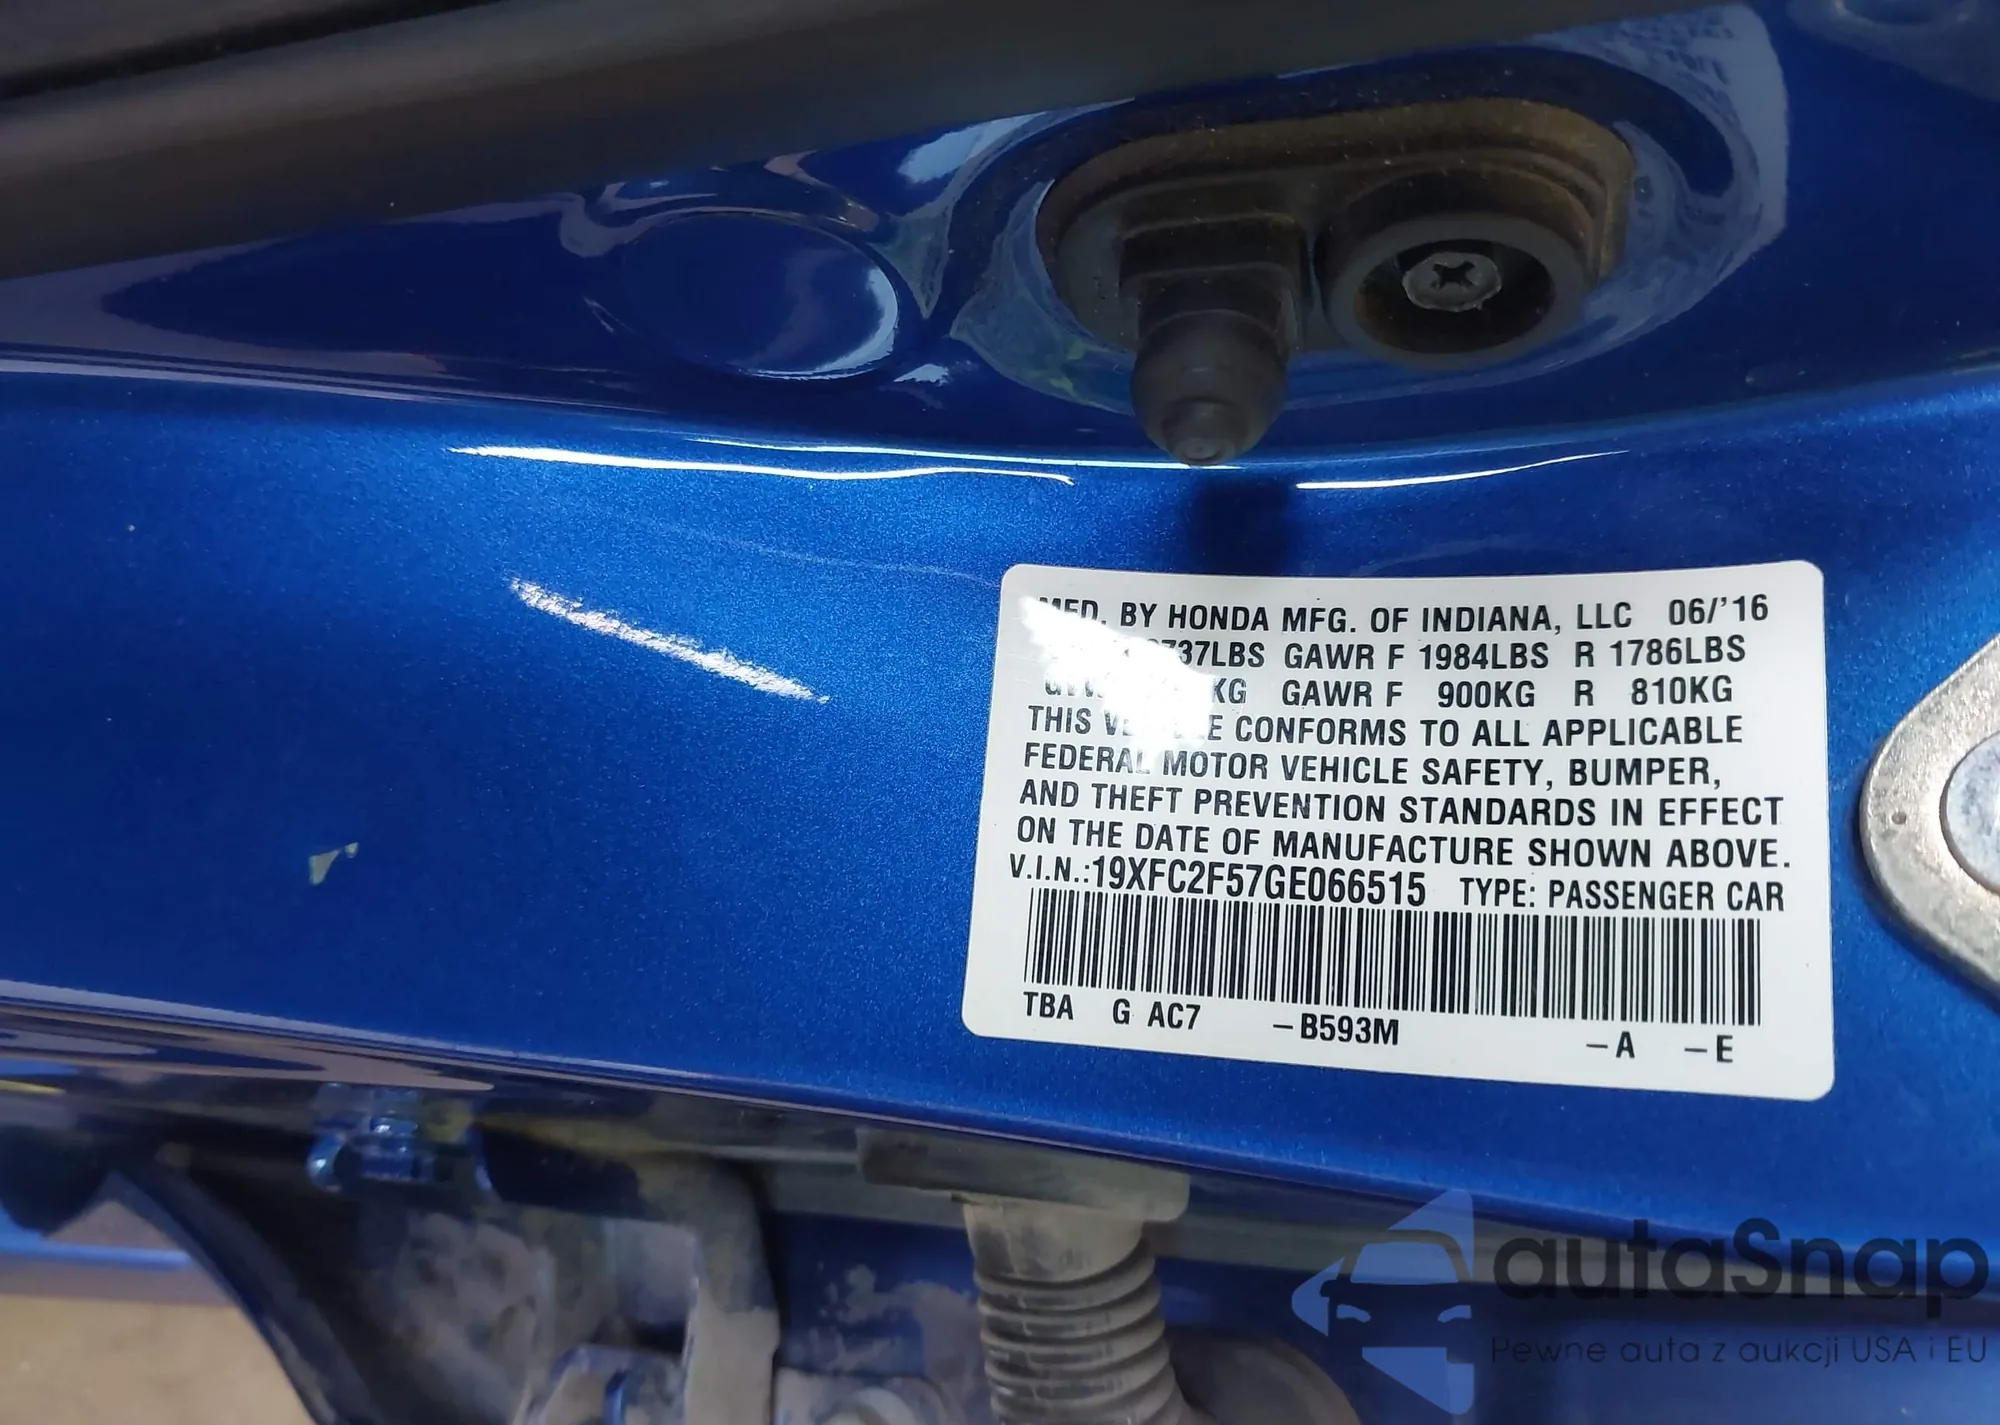 MFD. BY HONDA MFG. OF INDIANA, LLC 06/'16
GAWR F 1984LBS R 1786LBS
KG GAWR F 900KG R 810KG
THIS VEHICLE CONFORMS TO ALL APPLICABLE
FEDERAL MOTOR VEHICLE SAFETY, BUMPER,
AND THEFT PREVENTION STANDARDS IN EFFECT
ON THE DATE OF MANUFACTURE SHOWN ABOVE.
V.I.N.:19XFC2F57GE066515 TYPE: PASSENGER CAR
TBA G AC7 –B593M –A –E
autaSnap
Pewne auta z aukcji USA i EU